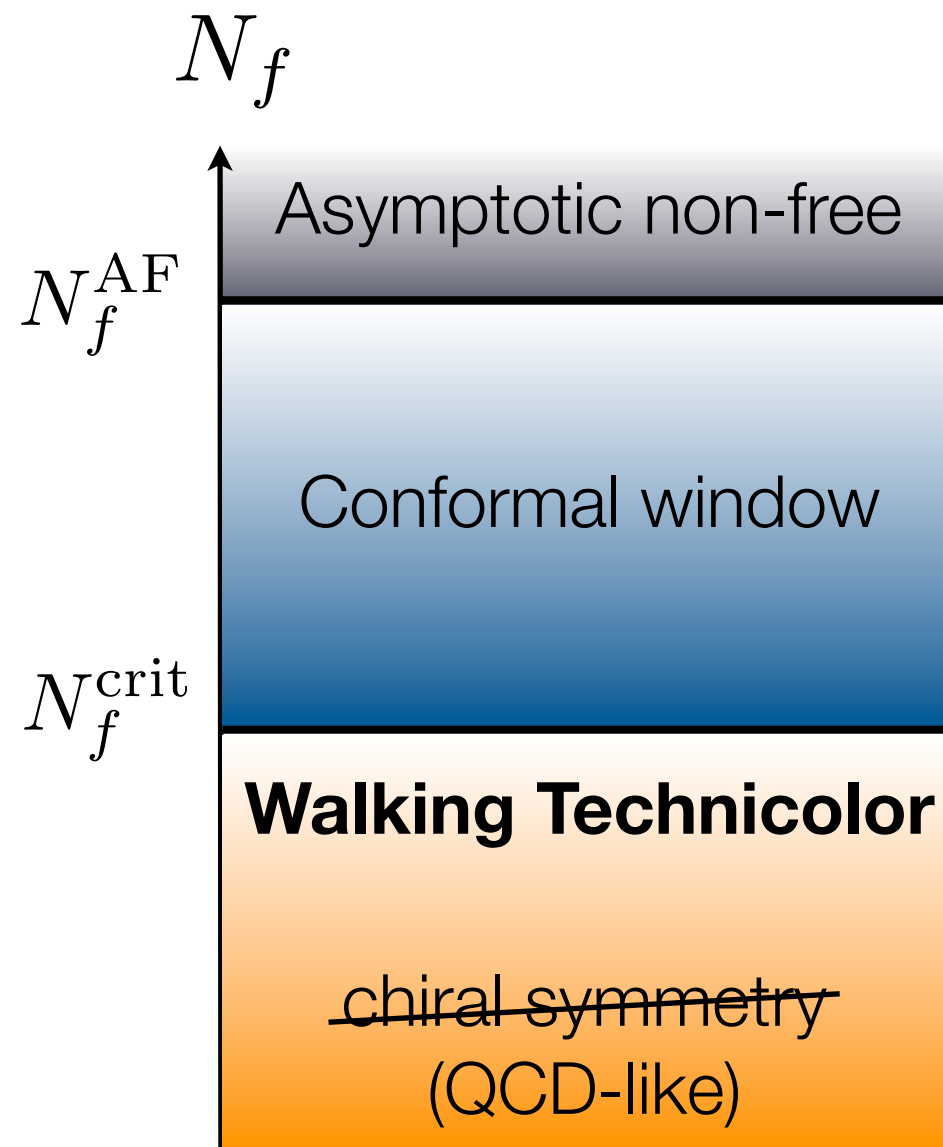 N_f
Asymptotic non-free
N_f^AF
Conformal window
N_f^crit
Walking Technicolor
chiral symmetry
(QCD-like)